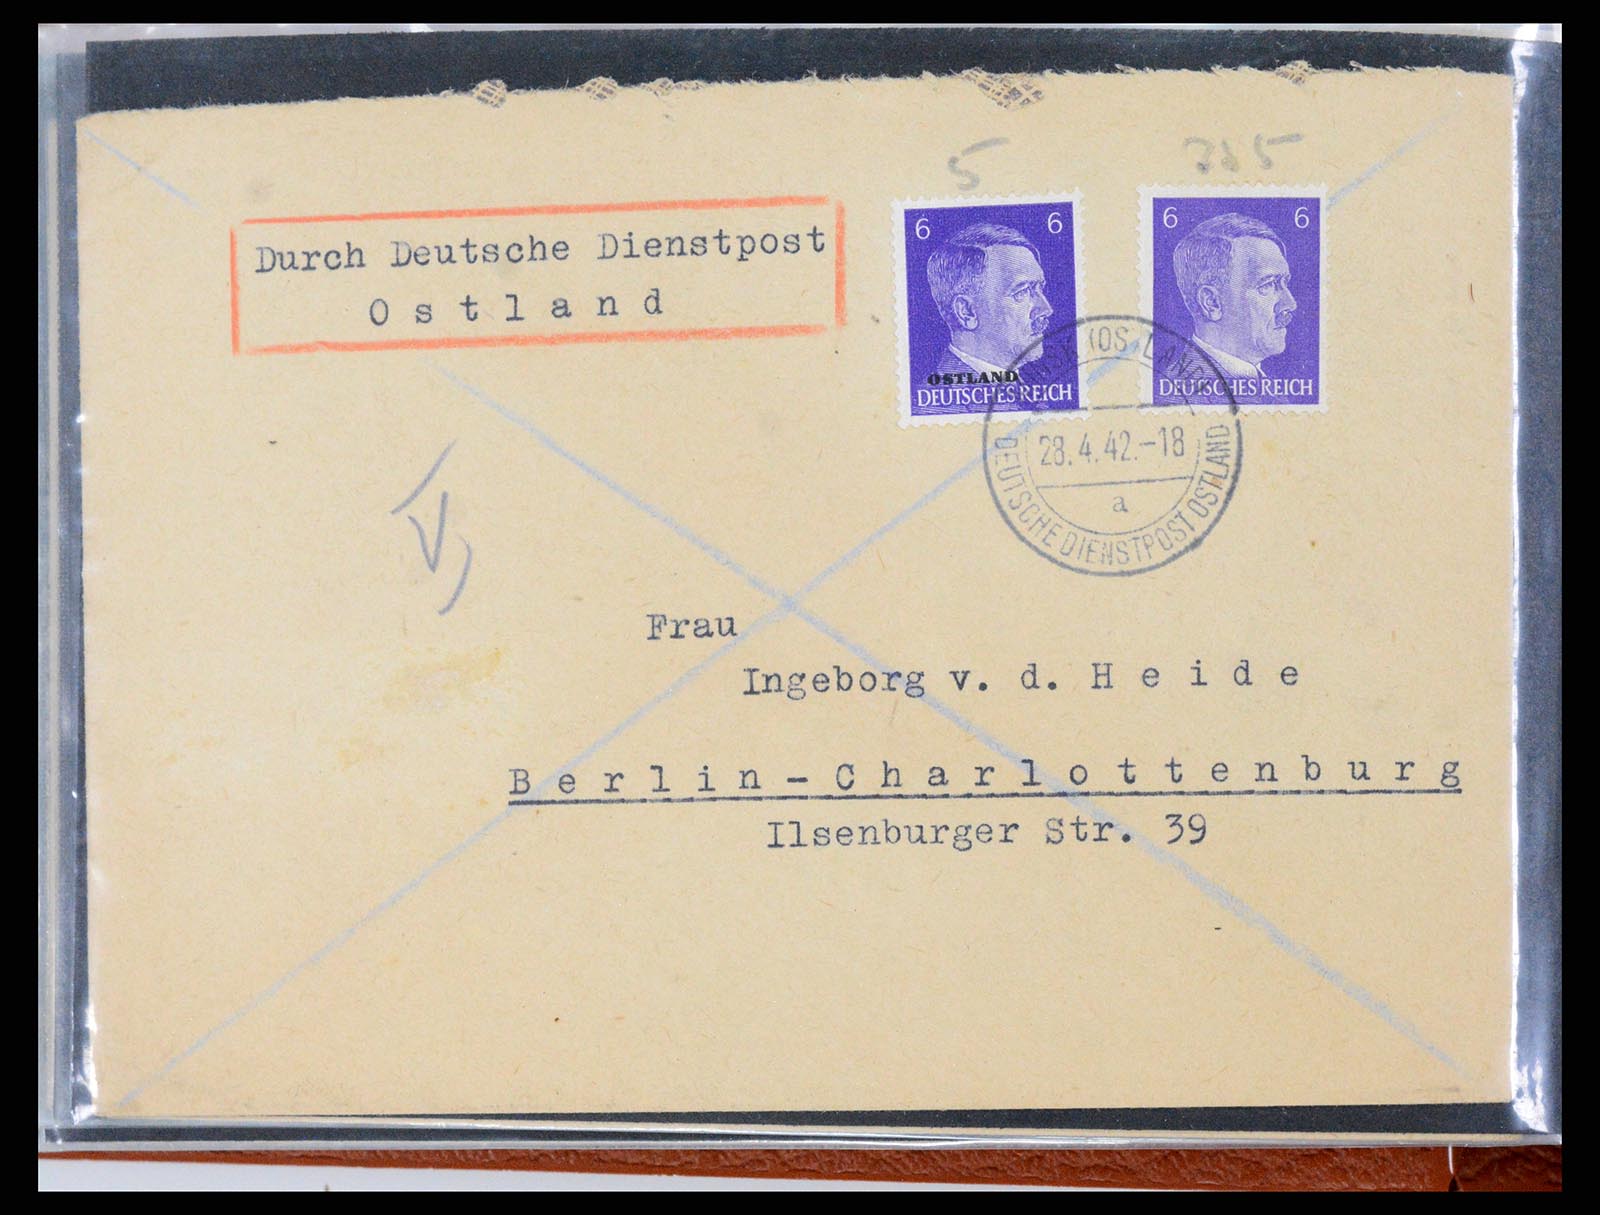 5
Durch Deutsche Dienstpost
Ostland
6 6
OSTLAND
DEUTSCHES REICH
6 6
DEUTSCHES REICH
28.4.42.-18
a
DEUTSCHE DIENSTPOST OSTLAND
Frau
Ingeborg v. d. Heide
Berlin-Charlottenburg
Ilsenburger Str. 39